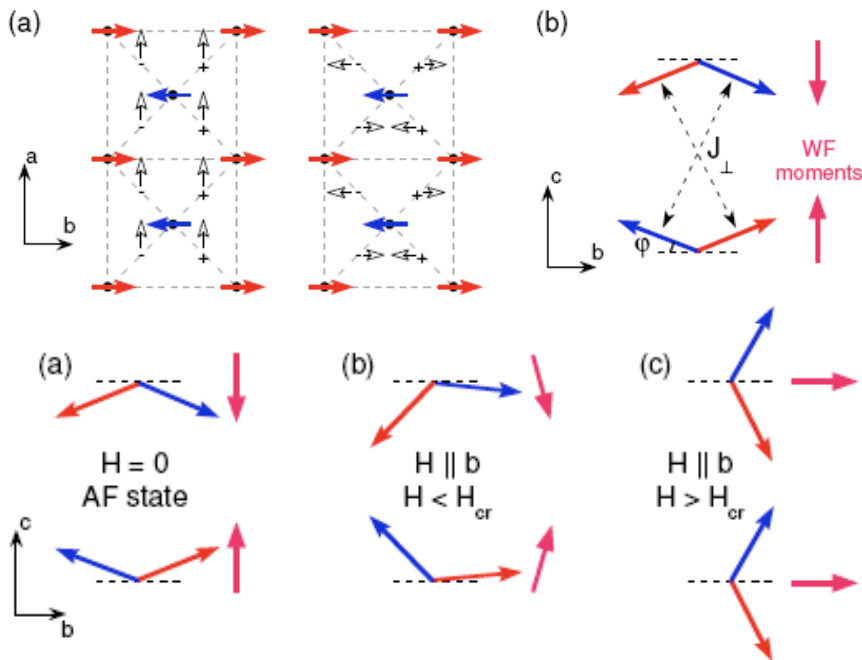 (a)
- +
- +
- +
- +
a
b
- +
- +
- +
- +
(b)
J⊥
WF
moments
c
b
φ
(a)
H = 0
AF state
c
b
(b)
H || b
H < Hcr
(c)
H || b
H > Hcr